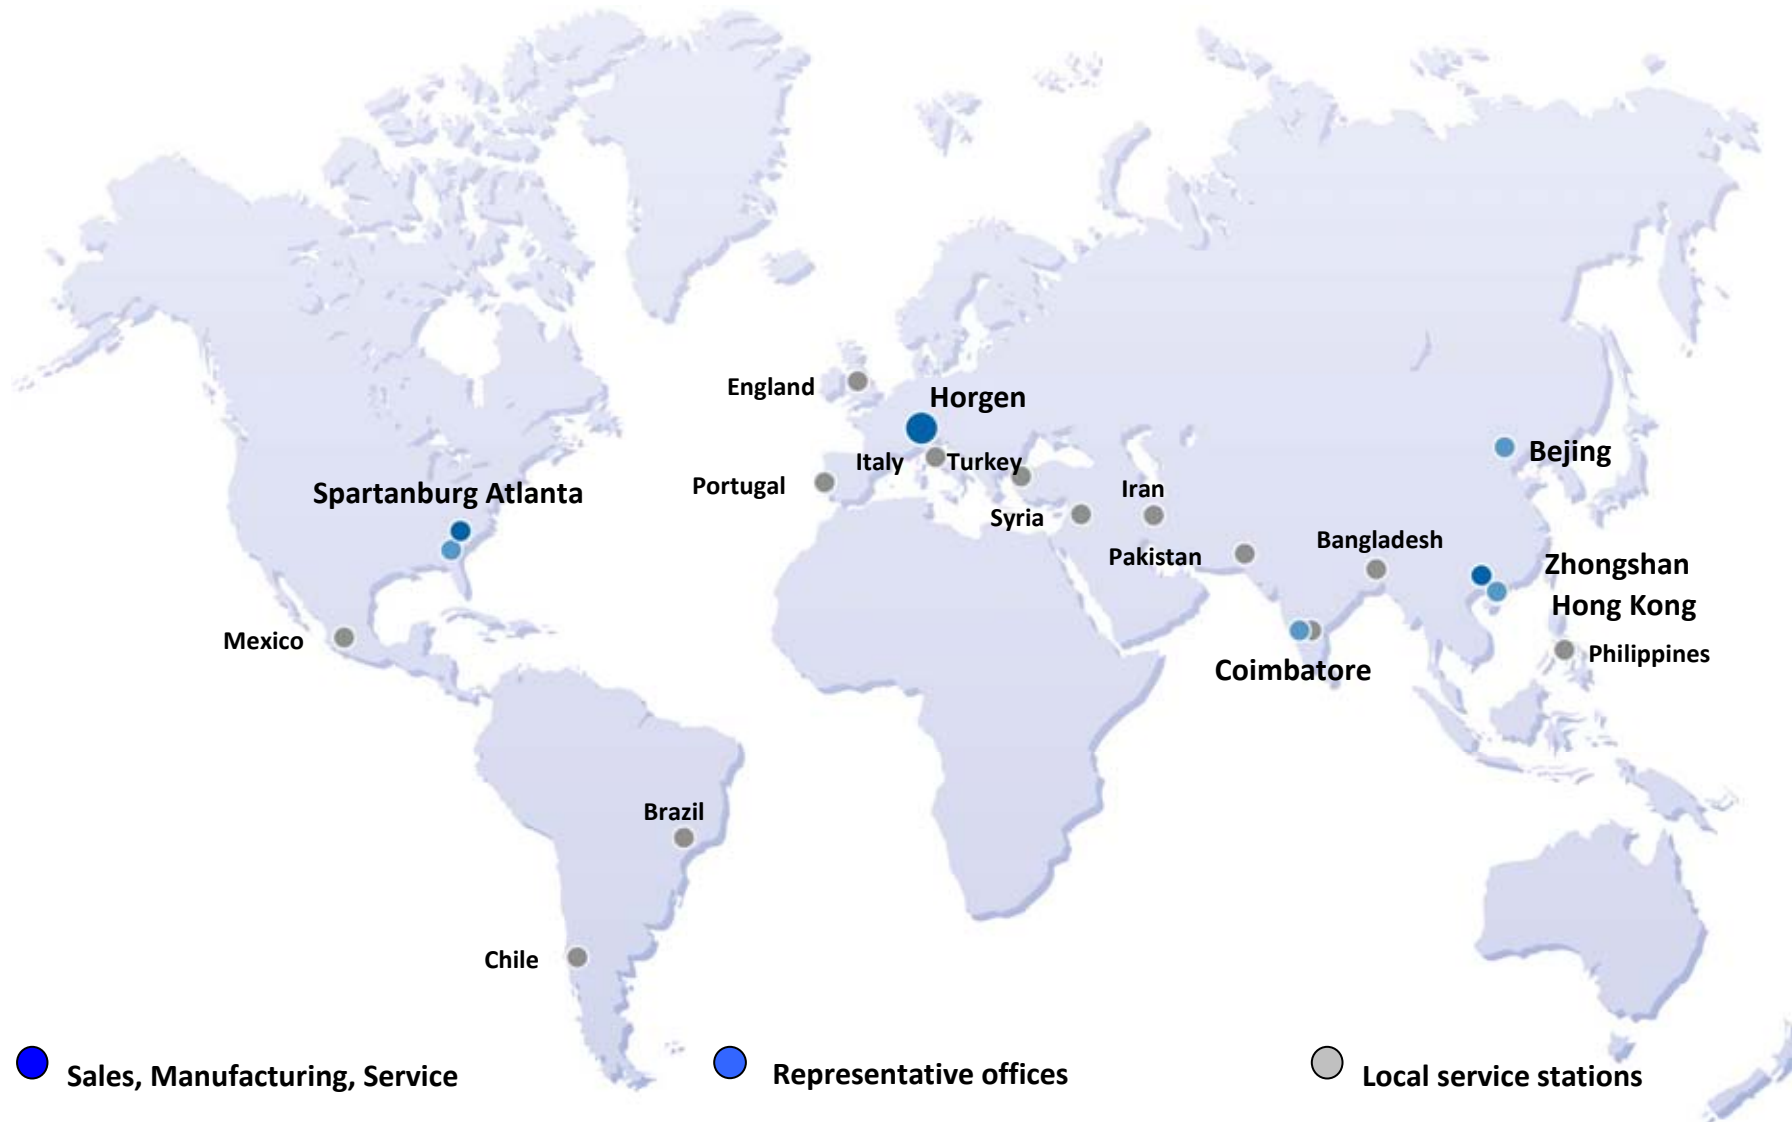 England
Horgen
Italy
Turkey
Bejing
Portugal
Spartanburg Atlanta
Iran
Syria
Bangladesh
Pakistan
Zhongshan
Hong Kong
Mexico
Philippines
Coimbatore
Brazil
Chile
Sales, Manufacturing, Service
Representative offices
Local service stations